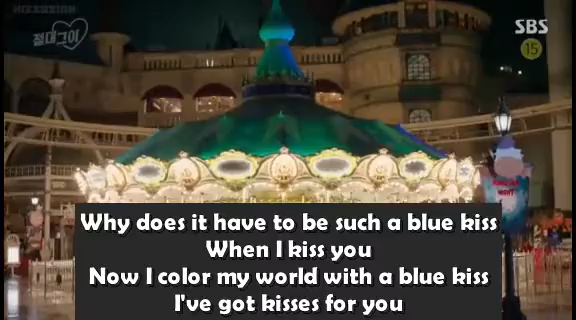 절대그이
SBS
15
Why does it have to be such a blue kiss
When I kiss you
Now I color my world with a blue kiss
I've got kisses for you